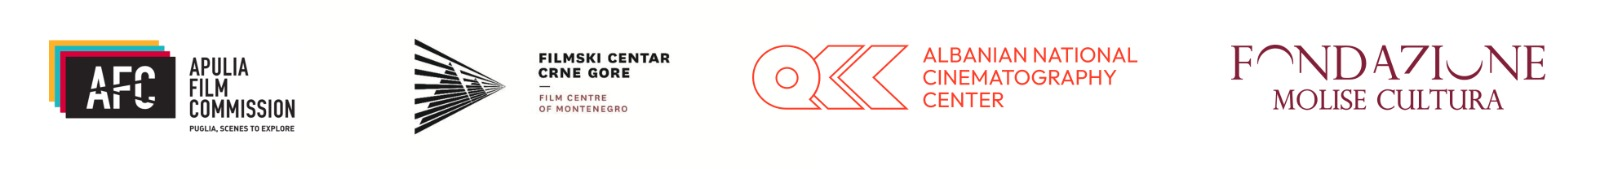 AFC
APULIA
FILM
COMMISSION
PUGLIA, SCENES TO EXPLORE
FILMSKI CENTAR
CRNE GORE
FILM CENTRE
OF MONTENEGRO
QKK
ALBANIAN NATIONAL
CINEMATOGRAPHY
CENTER
FONDAZIONE
MOLISE CULTURA